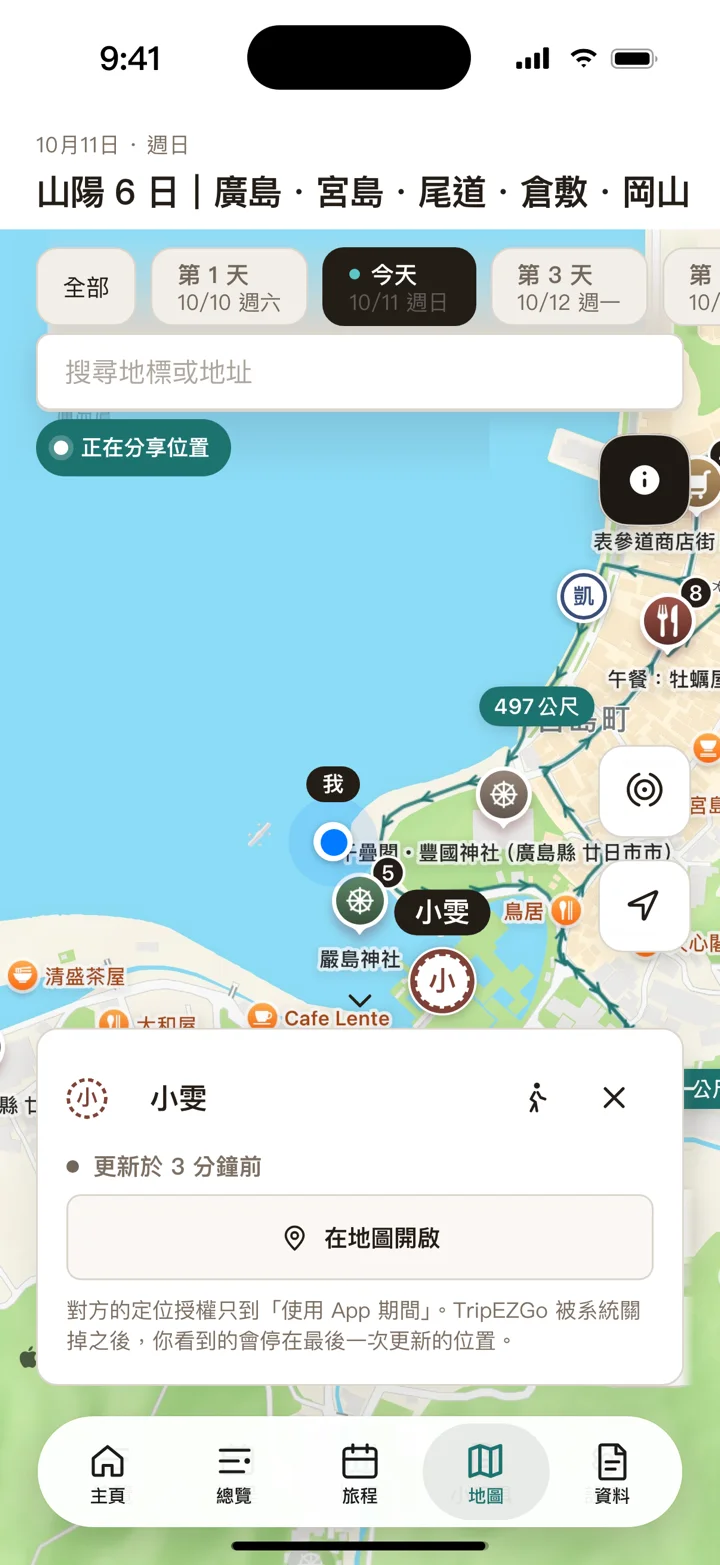 9:41
10月11日 · 週日
山陽 6 日 | 廣島 · 宮島 · 尾道 · 倉敷 · 岡山
全部
第 1 天
10/10 週六
今天
10/11 週日
第 3 天
10/12 週一
第
10/
搜尋地標或地址
正在分享位置
表參道商店街
凱
8
午餐：牡蠣屋
497 公尺
島町
宮島
我
千疊閣・豐國神社 (廣島縣 廿日市市)
5
小雯
鳥居
嚴島神社
小
清盛茶屋
大和屋
Cafe Lente
縣 廿
公尺
小
小雯
更新於 3 分鐘前
在地圖開啟
對方的定位授權只到「使用 App 期間」。TripEZGo 被系統關
掉之後，你看到的會停在最後一次更新的位置。
主頁
總覽
旅程
地圖
資料